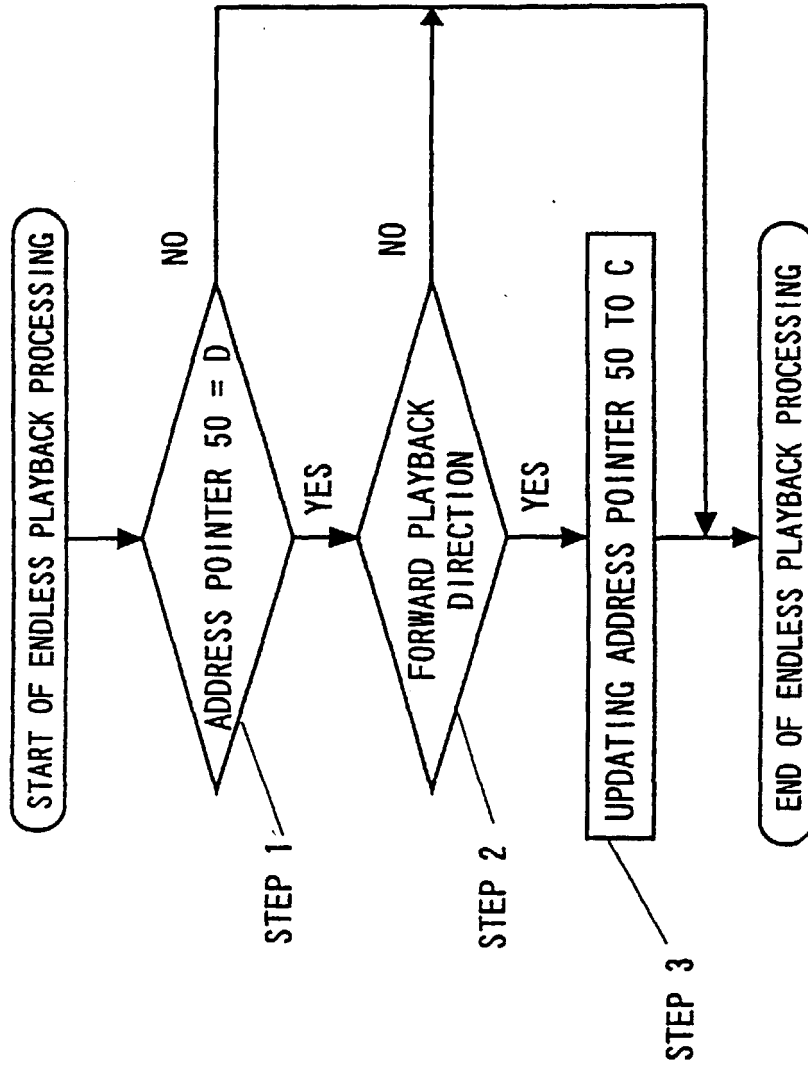 START OF ENDLESS PLAYBACK PROCESSING
ADDRESS POINTER 50 = D
NO
STEP 1
YES
FORWARD PLAYBACK
DIRECTION
NO
STEP 2
YES
UPDATING ADDRESS POINTER 50 TO C
STEP 3
END OF ENDLESS PLAYBACK PROCESSING